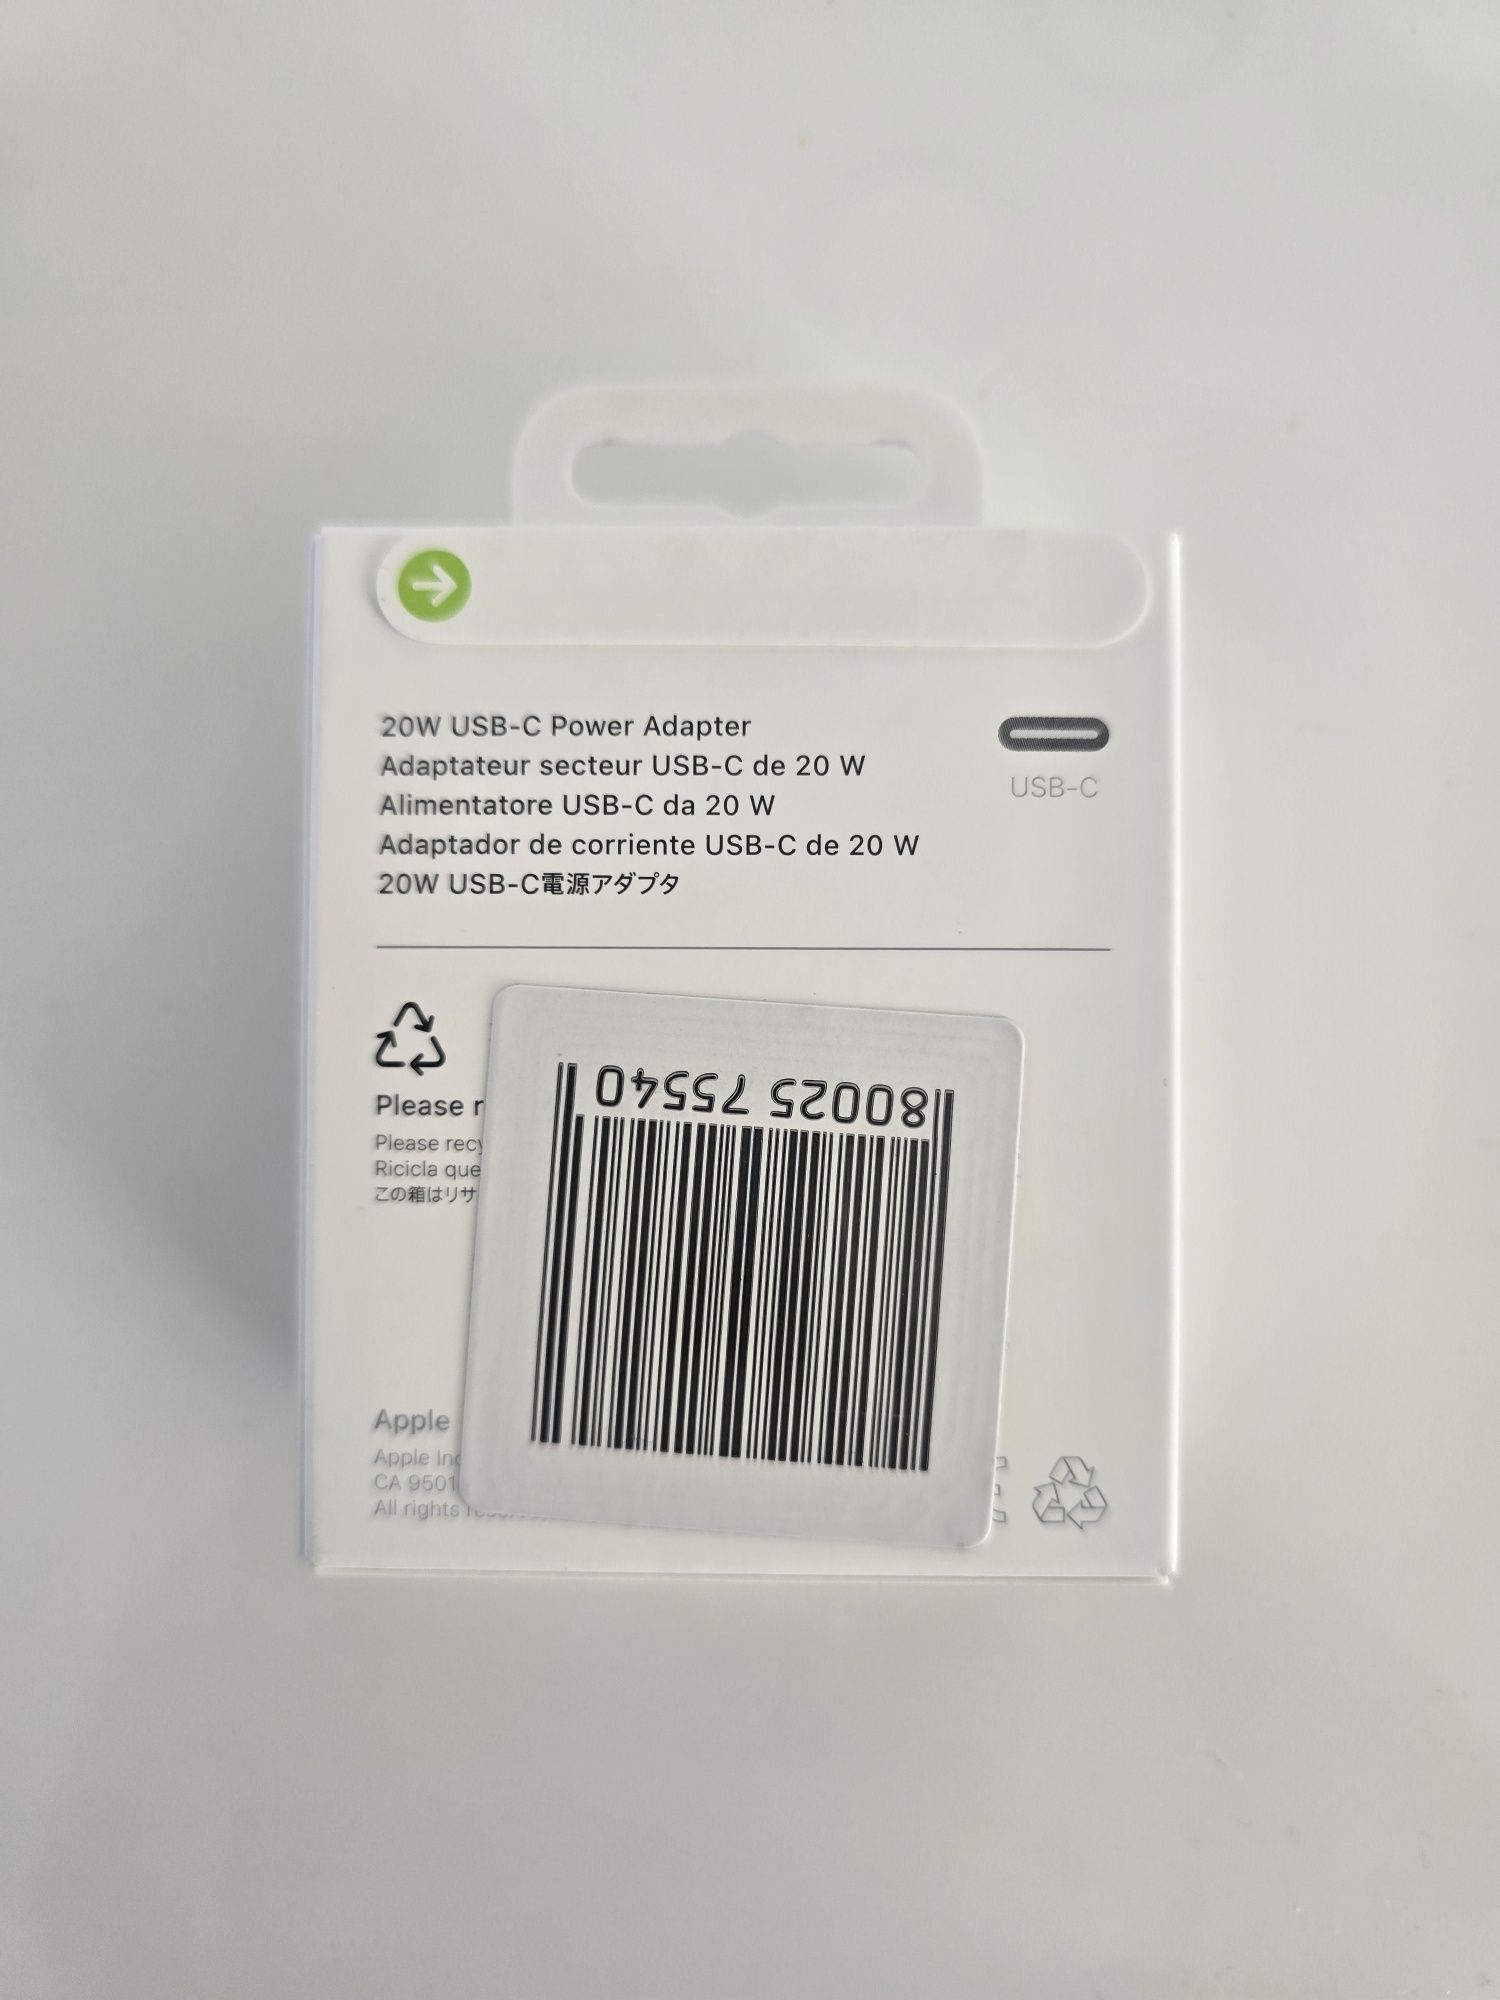 20W USB-C Power Adapter
Adaptateur secteur USB-C de 20 W
Alimentatore USB-C da 20 W
Adaptador de corriente USB-C de 20 W
20W USB-C電源アダプタ
USB-C
Please r
Please recy
Ricicla que
この箱はリサ
80025 75540
Apple
Apple Inc
CA 9501
All rights